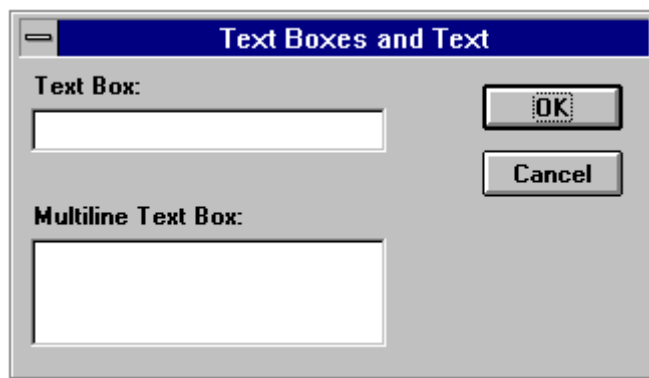 Text Boxes and Text
Text Box:
OK
Cancel
Multiline Text Box: